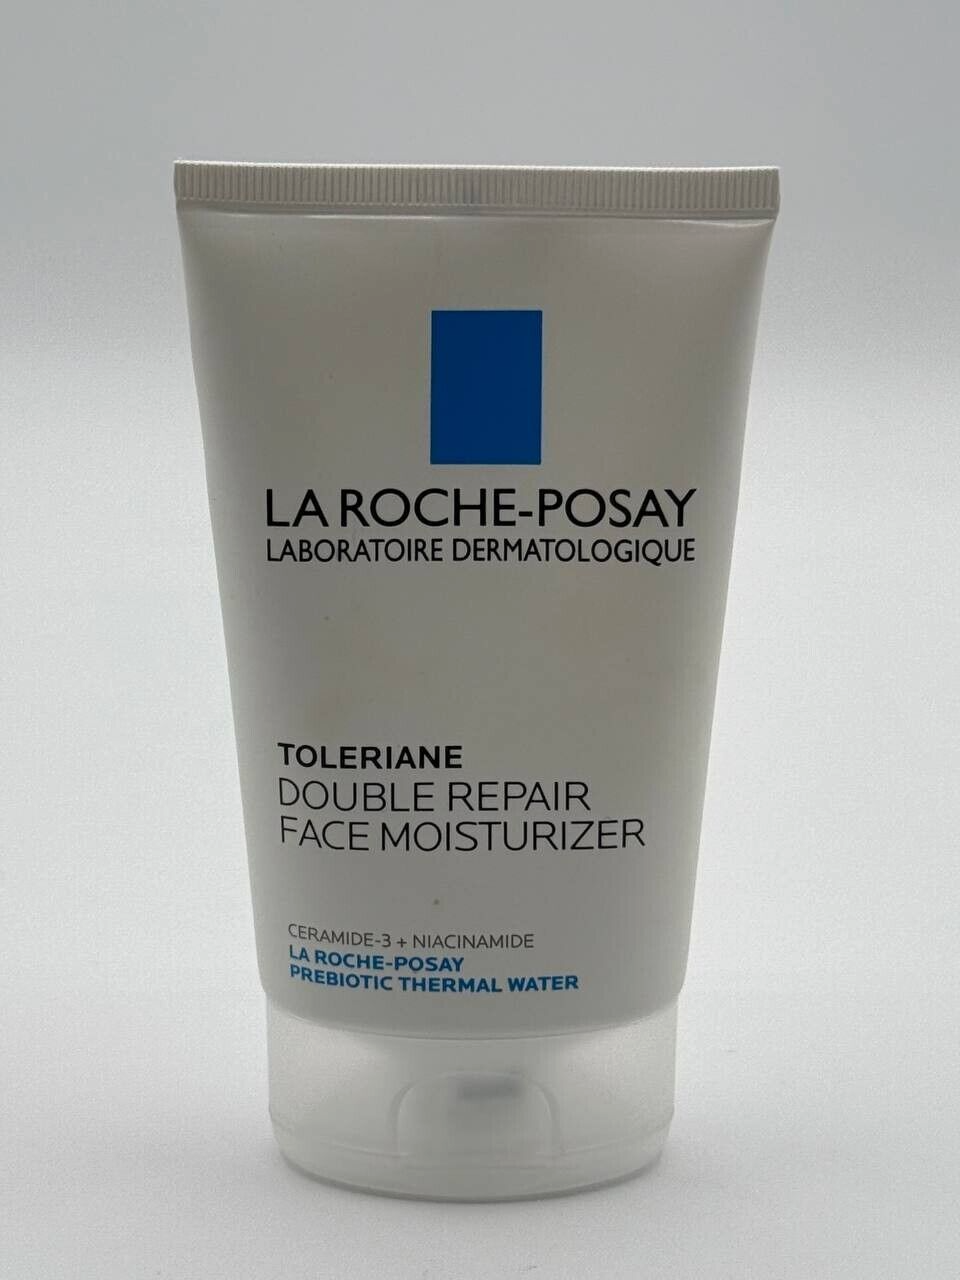 LA ROCHE-POSAY
LABORATOIRE DERMATOLOGIQUE
TOLERIANE
DOUBLE REPAIR
FACE MOISTURIZER
CERAMIDE-3 + NIACINAMIDE
LA ROCHE-POSAY
PREBIOTIC THERMAL WATER